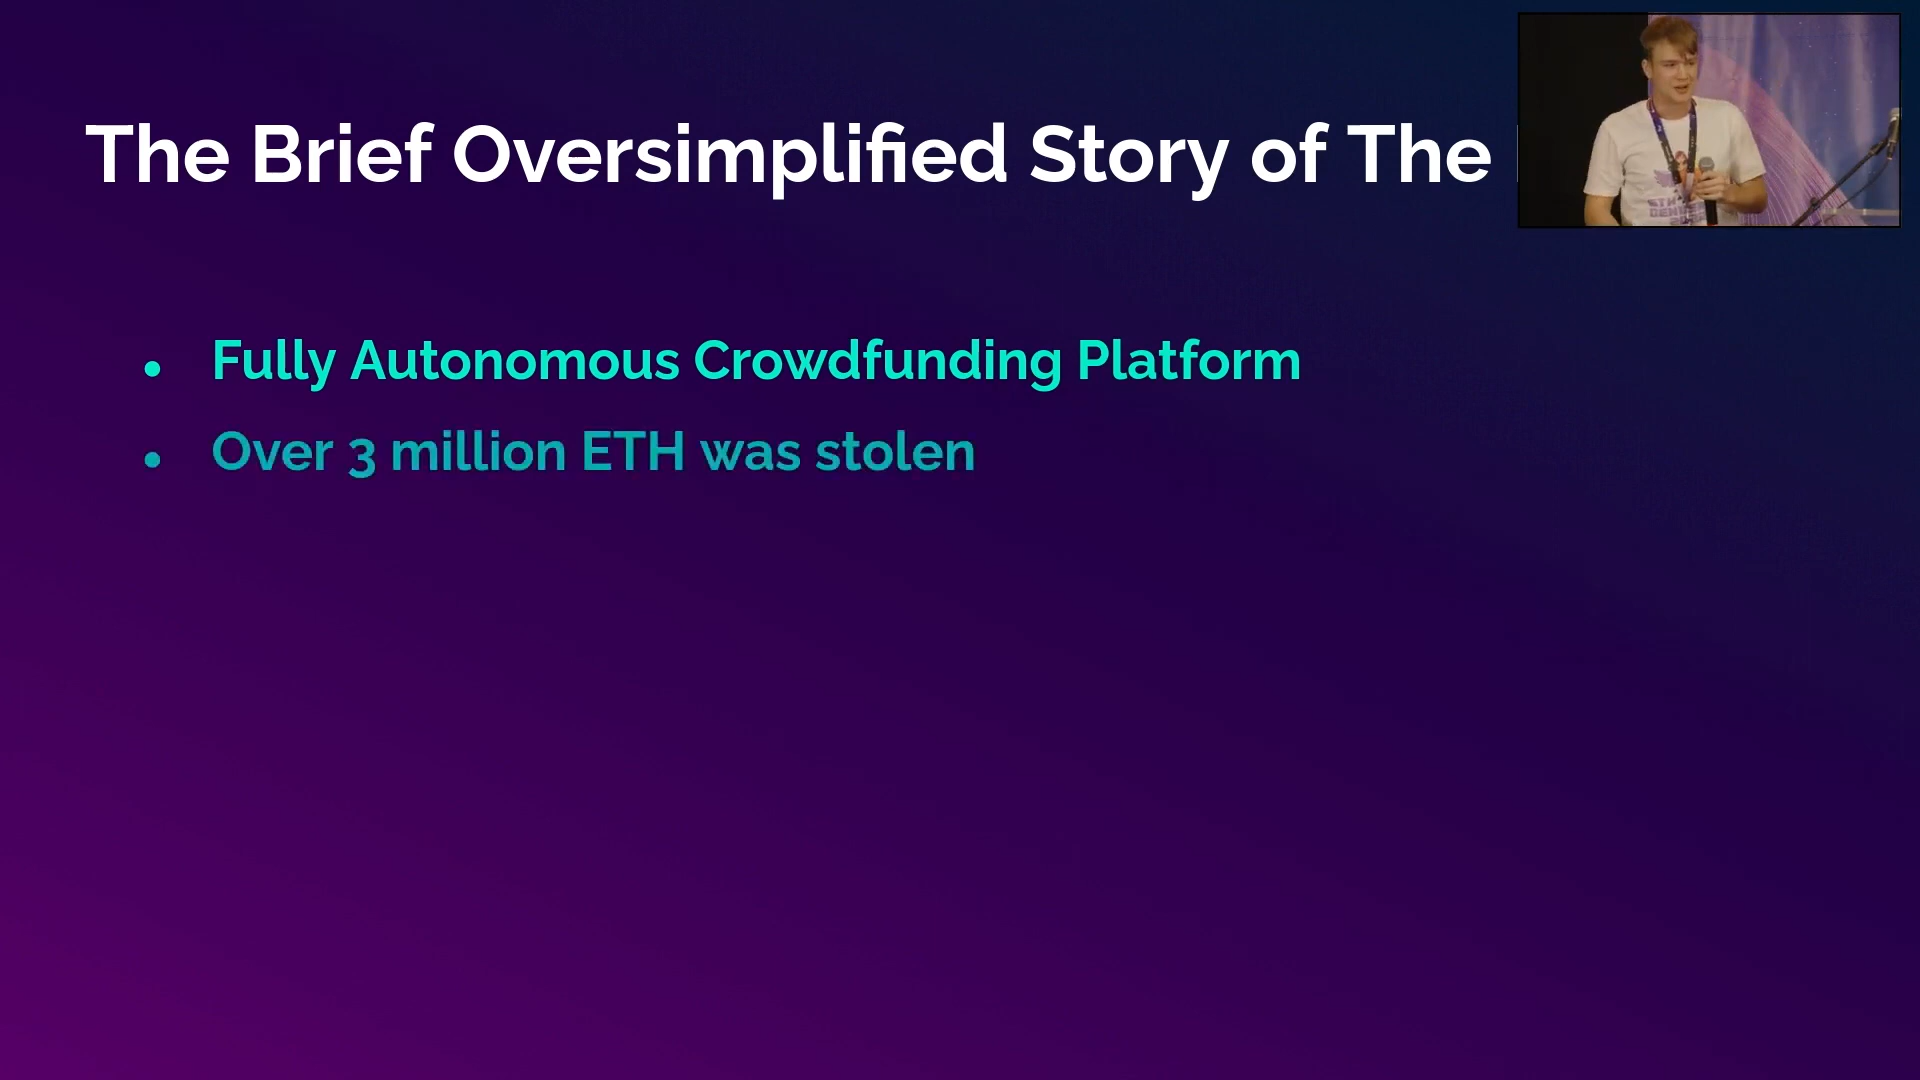 The Brief Oversimplified Story of The
• Fully Autonomous Crowdfunding Platform
• Over 3 million ETH was stolen